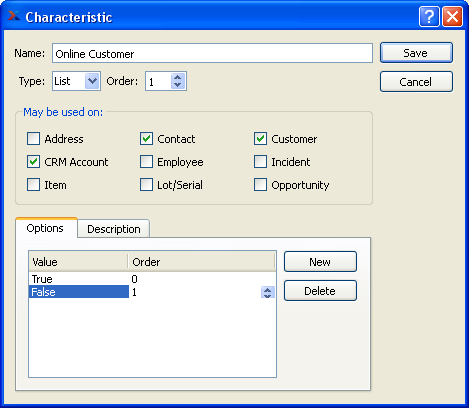 Characteristic
Name: Online Customer Save
Type: List Order: 1 Cancel
May be used on:
Address Contact Customer
CRM Account Employee Incident
Item Lot/Serial Opportunity
Options Description
Value Order New
True 0
False 1 Delete